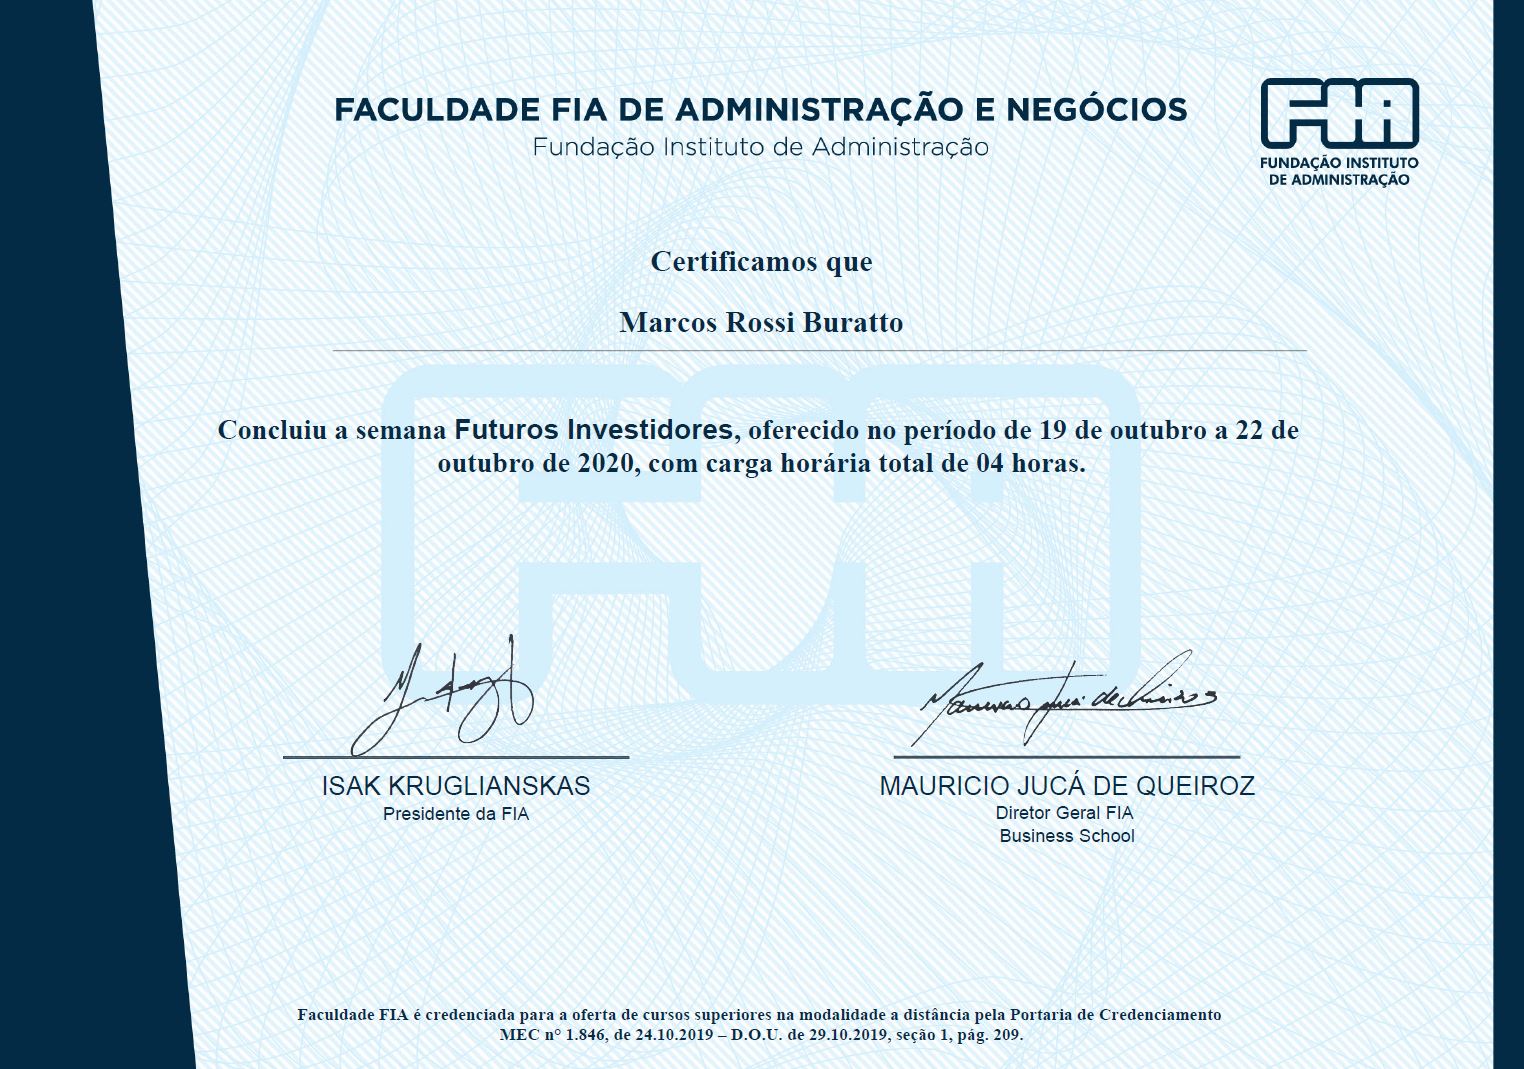 FACULDADE FIA DE ADMINISTRAÇÃO E NEGÓCIOS
Fundação Instituto de Administração
FIA
FUNDAÇÃO INSTITUTO
DE ADMINISTRAÇÃO
Certificamos que
Marcos Rossi Buratto
Concluiu a semana Futuros Investidores, oferecido no período de 19 de outubro a 22 de
outubro de 2020, com carga horária total de 04 horas.
ISAK KRUGLIANSKAS
Presidente da FIA
MAURICIO JUCÁ DE QUEIROZ
Diretor Geral FIA
Business School
Faculdade FIA é credenciada para a oferta de cursos superiores na modalidade a distância pela Portaria de Credenciamento
MEC n° 1.846, de 24.10.2019 – D.O.U. de 29.10.2019, seção 1, pág. 209.